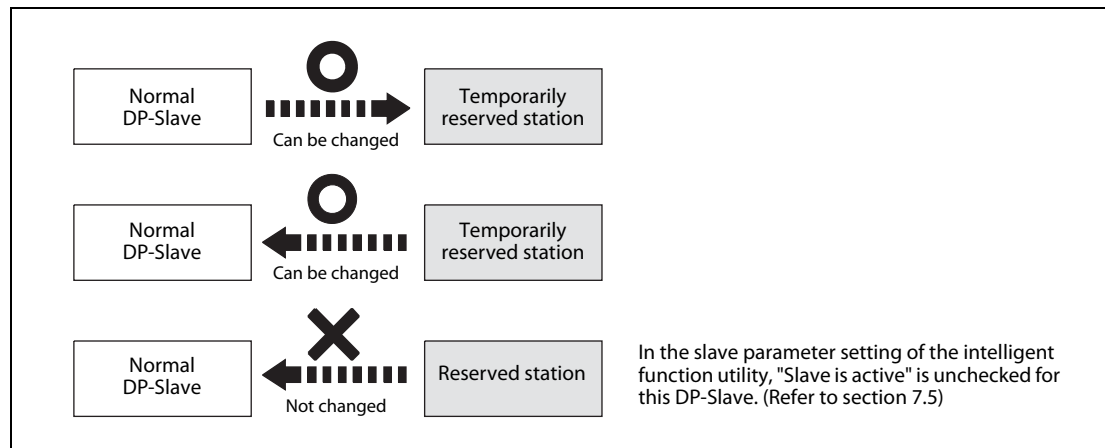 Normal
DP-Slave
Can be changed
Temporarily
reserved station
Normal
DP-Slave
Can be changed
Temporarily
reserved station
Normal
DP-Slave
Not changed
Reserved station
In the slave parameter setting of the intelligent
function utility, "Slave is active" is unchecked for
this DP-Slave. (Refer to section 7.5)